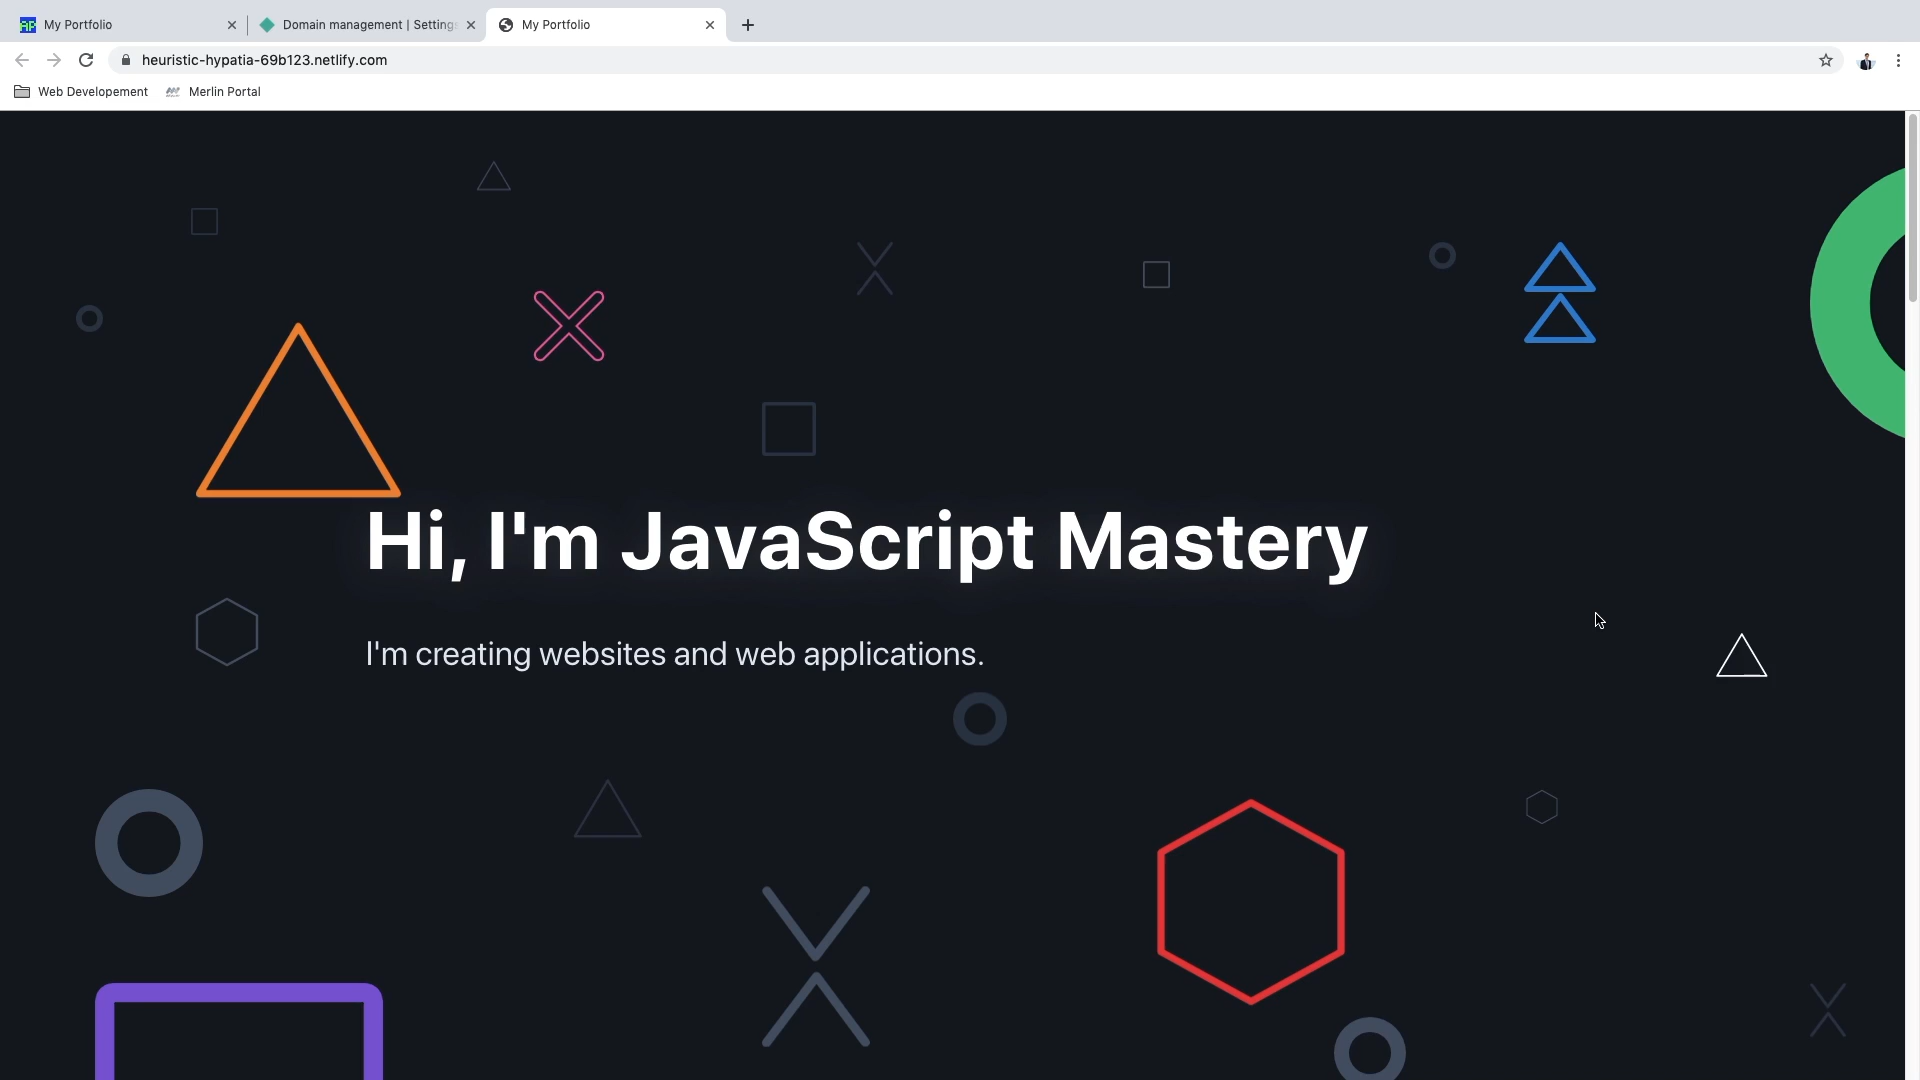 My Portfolio
Domain management | Settings
My Portfolio
heuristic-hypatia-69b123.netlify.com
Web Developement
Merlin Portal
Hi, I'm JavaScript Mastery
I'm creating websites and web applications.